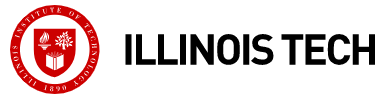 ILLINOIS INSTITUTE OF TECHNOLOGY
1890
ILLINOIS TECH